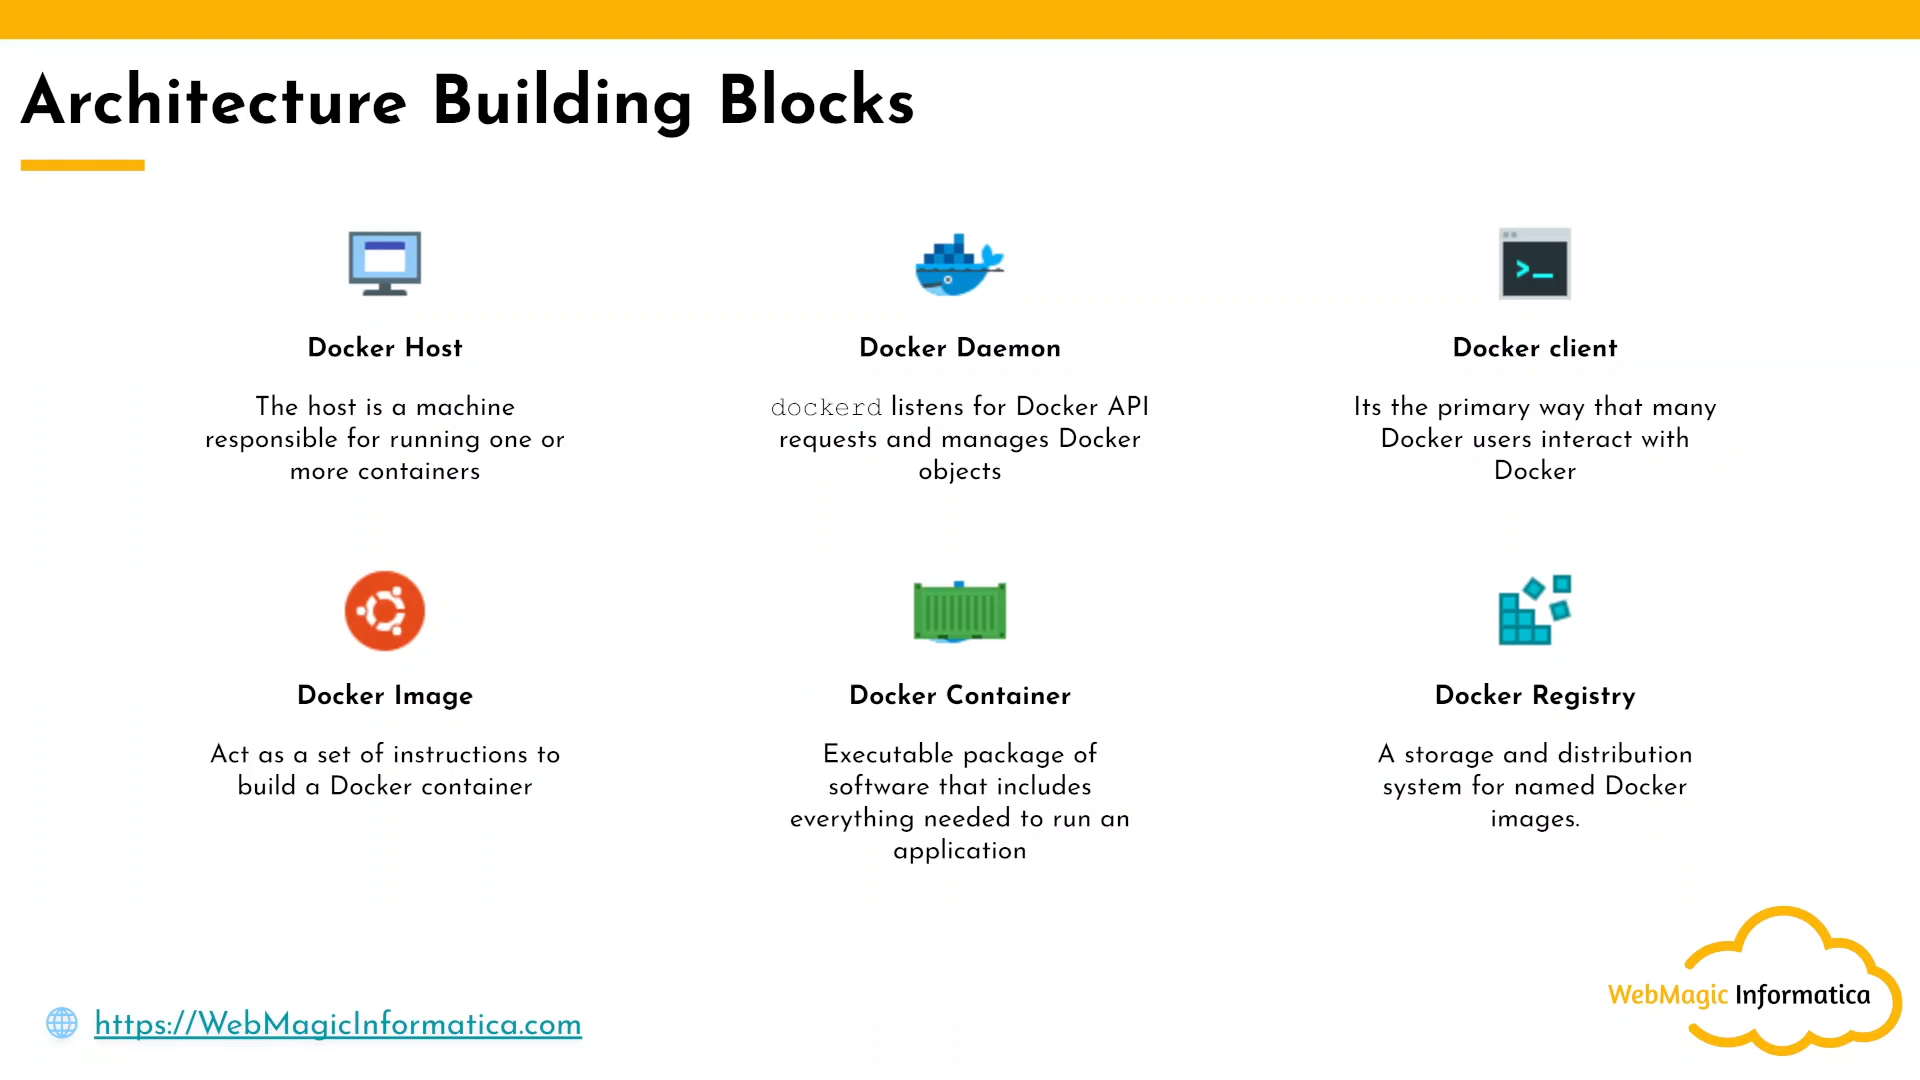 Architecture Building Blocks
Docker Host
The host is a machine
responsible for running one or
more containers
Docker Daemon
dockerd listens for Docker API
requests and manages Docker
objects
Docker client
Its the primary way that many
Docker users interact with
Docker
Docker Image
Act as a set of instructions to
build a Docker container
Docker Container
Executable package of
software that includes
everything needed to run an
application
Docker Registry
A storage and distribution
system for named Docker
images.
https://WebMagicInformatica.com
WebMagic Informatica